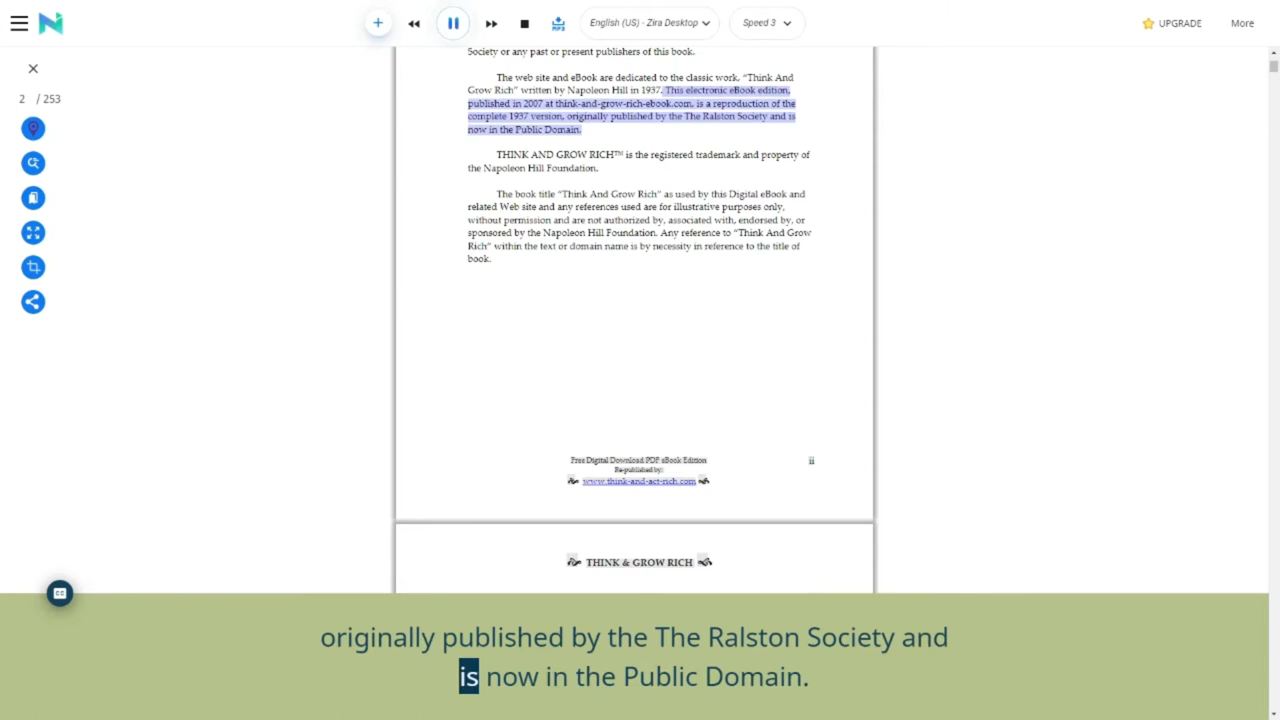 English (US) - Zira Desktop
Speed 3
UPGRADE
More
2 / 253
Society or any past or present publishers of this book.
The web site and eBook are dedicated to the classic work, “Think And
Grow Rich” written by Napoleon Hill in 1937. This electronic eBook edition,
published in 2007 at think-and-grow-rich-ebook.com, is a reproduction of the
complete 1937 version, originally published by the The Ralston Society and is
now in the Public Domain.
THINK AND GROW RICH™ is the registered trademark and property of
the Napoleon Hill Foundation.
The book title “Think And Grow Rich” as used by this Digital eBook and
related Web site and any references used are for illustrative purposes only,
without permission and are not authorized by, associated with, endorsed by, or
sponsored by the Napoleon Hill Foundation. Any reference to “Think And Grow
Rich” within the text or domain name is by necessity in reference to the title of
book.
Free Digital Download PDF eBook Edition
ii
Re-published by:
www.think-and-act-rich.com
THINK & GROW RICH
CC
originally published by the The Ralston Society and
is now in the Public Domain.